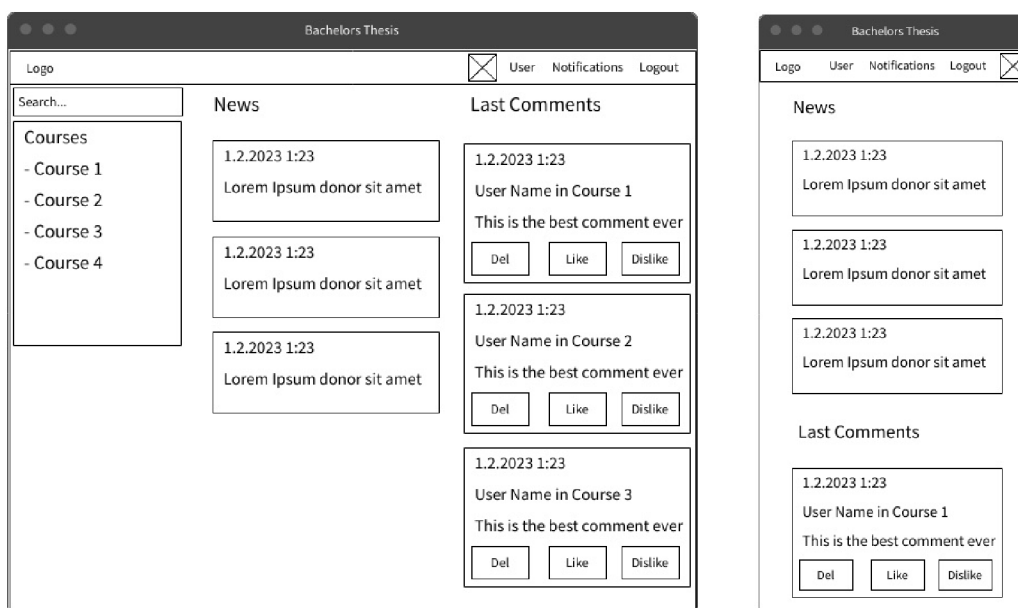 Bachelors Thesis
Logo
User Notifications Logout
Search...
Courses
- Course 1
- Course 2
- Course 3
- Course 4
News
1.2.2023 1:23
Lorem Ipsum donor sit amet
1.2.2023 1:23
Lorem Ipsum donor sit amet
1.2.2023 1:23
Lorem Ipsum donor sit amet
Last Comments
1.2.2023 1:23
User Name in Course 1
This is the best comment ever
Del Like Dislike
1.2.2023 1:23
User Name in Course 2
This is the best comment ever
Del Like Dislike
1.2.2023 1:23
User Name in Course 3
This is the best comment ever
Del Like Dislike
Bachelors Thesis
Logo User Notifications Logout
News
1.2.2023 1:23
Lorem Ipsum donor sit amet
1.2.2023 1:23
Lorem Ipsum donor sit amet
1.2.2023 1:23
Lorem Ipsum donor sit amet
Last Comments
1.2.2023 1:23
User Name in Course 1
This is the best comment ever
Del Like Dislike